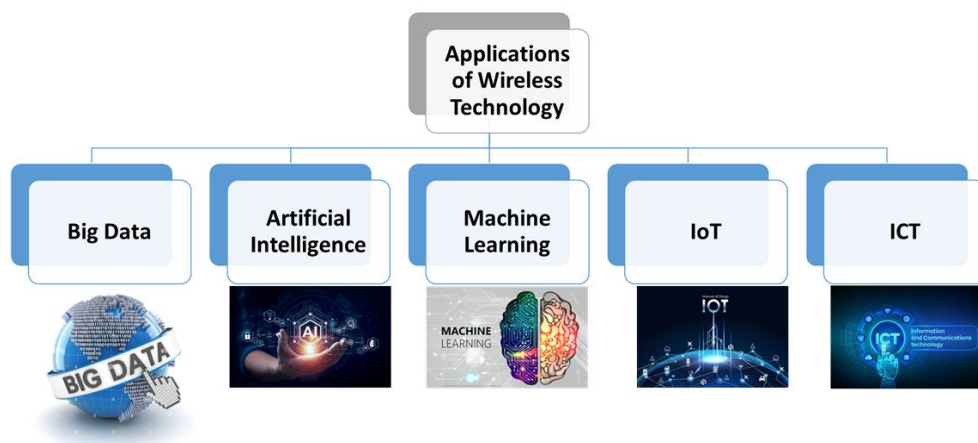 Applications
of Wireless
Technology
Big Data
Artificial
Intelligence
Machine
Learning
IoT
ICT
BIG DATA
AI
MACHINE
LEARNING
IOT
ICT
Information
and Communications
technology